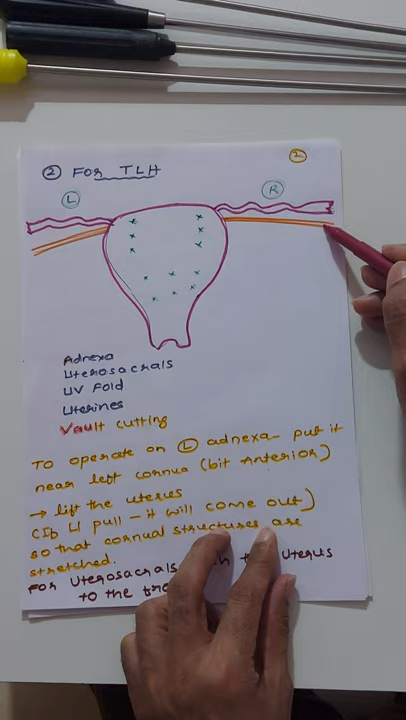 ② FOR TLH
②
L
R
Adnexa
Uterosacrals
UV Fold
Uterines
Vault cutting
To operate on Ⓛ adnexa- put it
near left cornua (bit Anterior)
→ lift the uterus
(Ib U pull - it will come out)
so that cornual structures are
stretched.
For Uterosacrals Uterus
to the